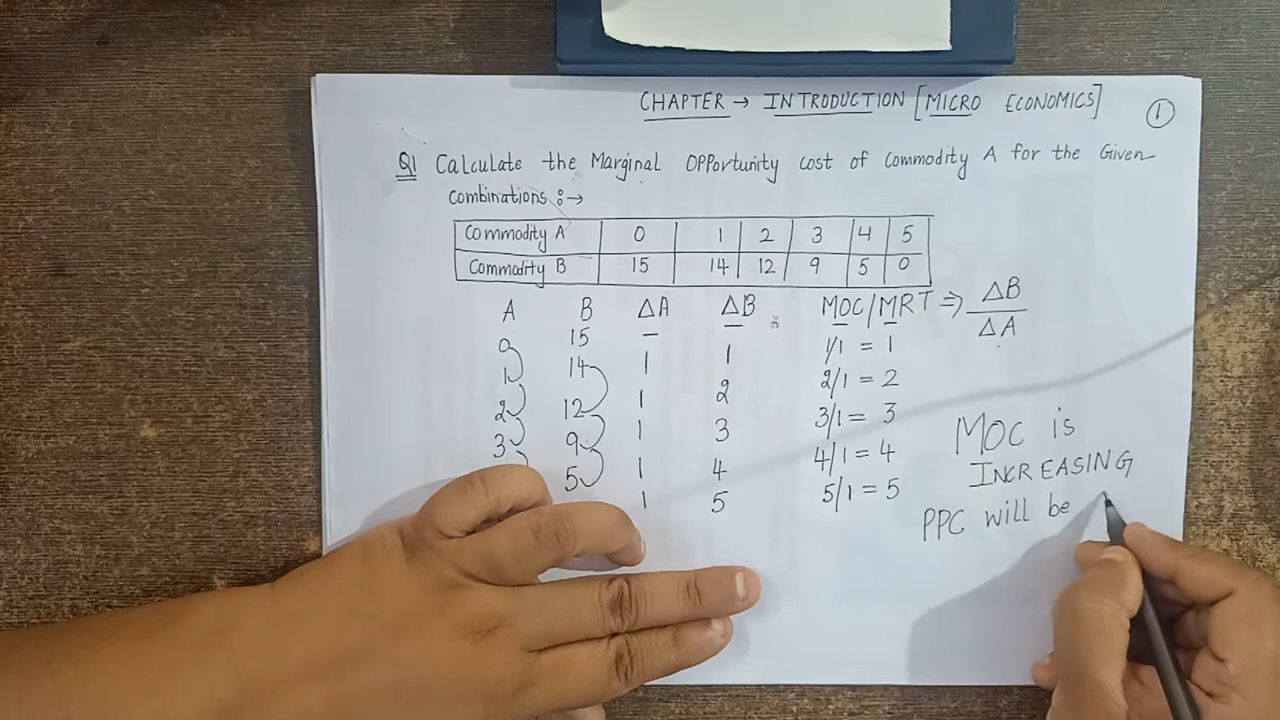 CHAPTER → INTRODUCTION [MICRO ECONOMICS] 1
Q1 Calculate the Marginal Opportunity cost of Commodity A for the Given
Combinations :→
Commodity A 0 1 2 3 4 5
Commodity B 15 14 12 9 5 0
A B ΔA ΔB MOC/MRT ⇒ ΔB/ΔA
0 15
1 14 1 1 1/1 = 1
2 12 1 2 2/1 = 2
3 9 1 3 3/1 = 3
5 1 4 4/1 = 4
1 5 5/1 = 5
MOC is
INCREASING
PPC will be